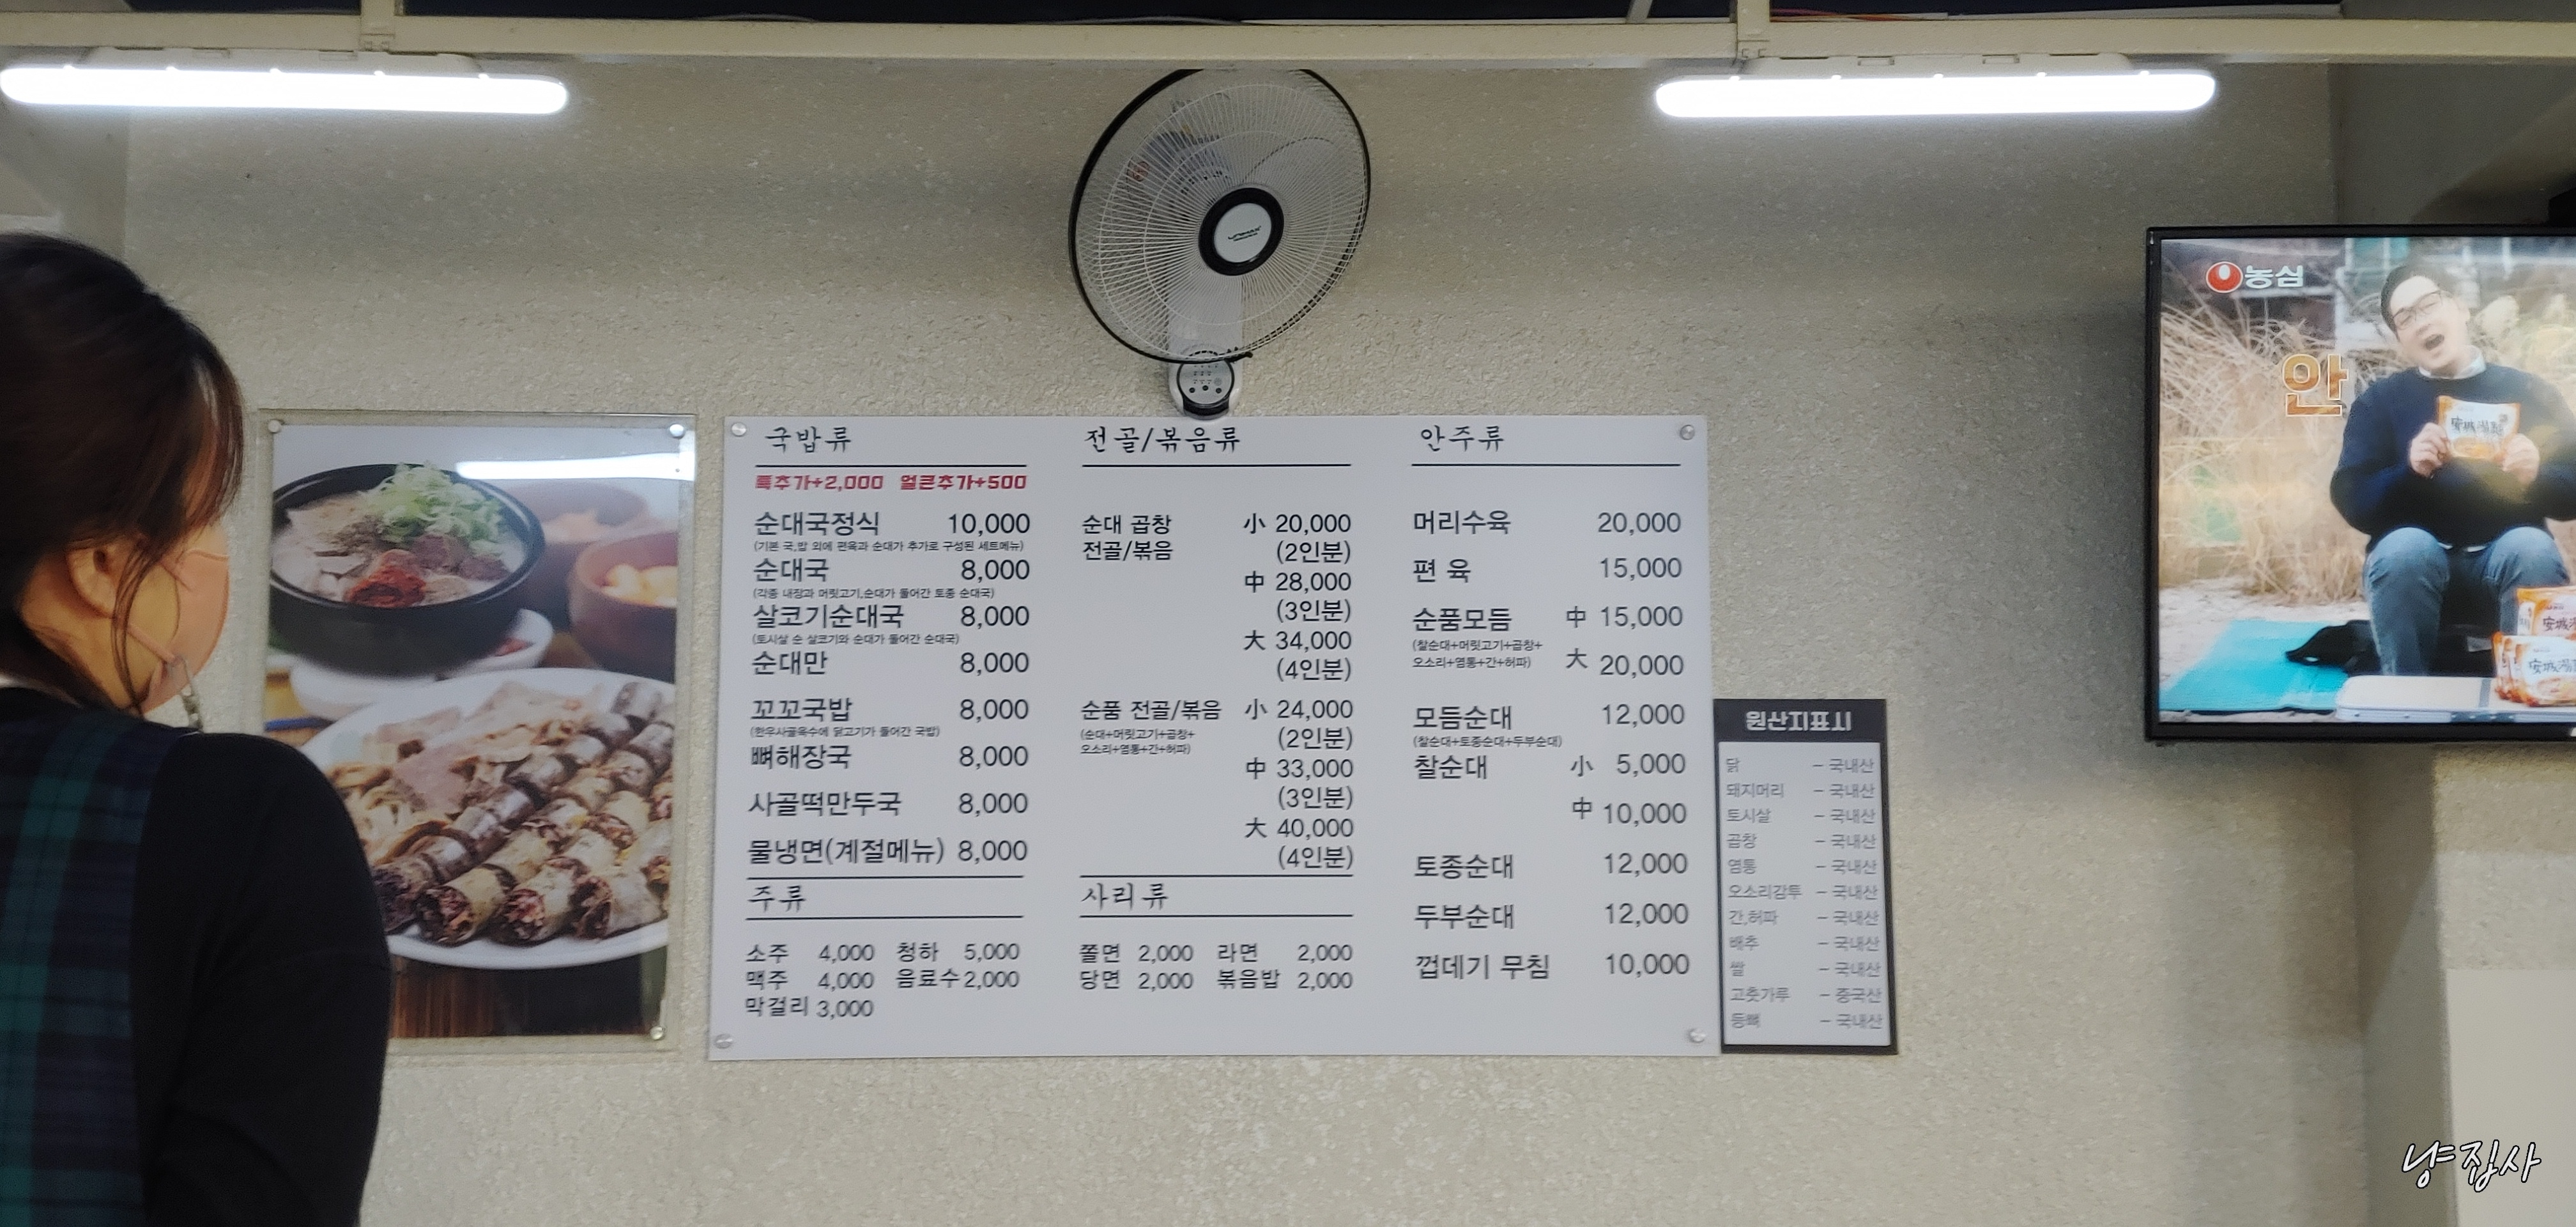 국밥류
특추가+2,000 얼큰추가+500
순대국정식 10,000
(기본 국,밥 외에 편육과 순대가 추가로 구성된 세트메뉴)
순대국 8,000
(각종 내장과 머릿고기,순대가 들어간 토종 순대국)
살코기순대국 8,000
(토시살 순 살코기와 순대가 들어간 순대국)
순대만 8,000
꼬꼬국밥 8,000
(한우사골육수에 닭고기가 들어간 국밥)
뼈해장국 8,000
사골떡만두국 8,000
물냉면(계절메뉴) 8,000
주류
소주 4,000 청하 5,000
맥주 4,000 음료수 2,000
막걸리 3,000
전골/볶음류
순대 곱창 小 20,000
전골/볶음 (2인분)
中 28,000
(3인분)
大 34,000
(4인분)
순품 전골/볶음 小 24,000
(순대+머릿고기+곱창+ (2인분)
오소리+염통+간+허파)
中 33,000
(3인분)
大 40,000
(4인분)
사리류
쫄면 2,000 라면 2,000
당면 2,000 볶음밥 2,000
안주류
머리수육 20,000
편 육 15,000
순품모듬 中 15,000
(찰순대+머릿고기+곱창+
오소리+염통+간+허파) 大 20,000
모듬순대 12,000
(찰순대+토종순대+두부순대)
찰순대 小 5,000
中 10,000
토종순대 12,000
두부순대 12,000
껍데기 무침 10,000
원산지표시
닭 - 국내산
돼지머리 - 국내산
토시살 - 국내산
곱창 - 국내산
염통 - 국내산
오소리감투 - 국내산
간,허파 - 국내산
배추 - 국내산
쌀 - 국내산
고춧가루 - 중국산
등뼈 - 국내산
농심
안
냥집사